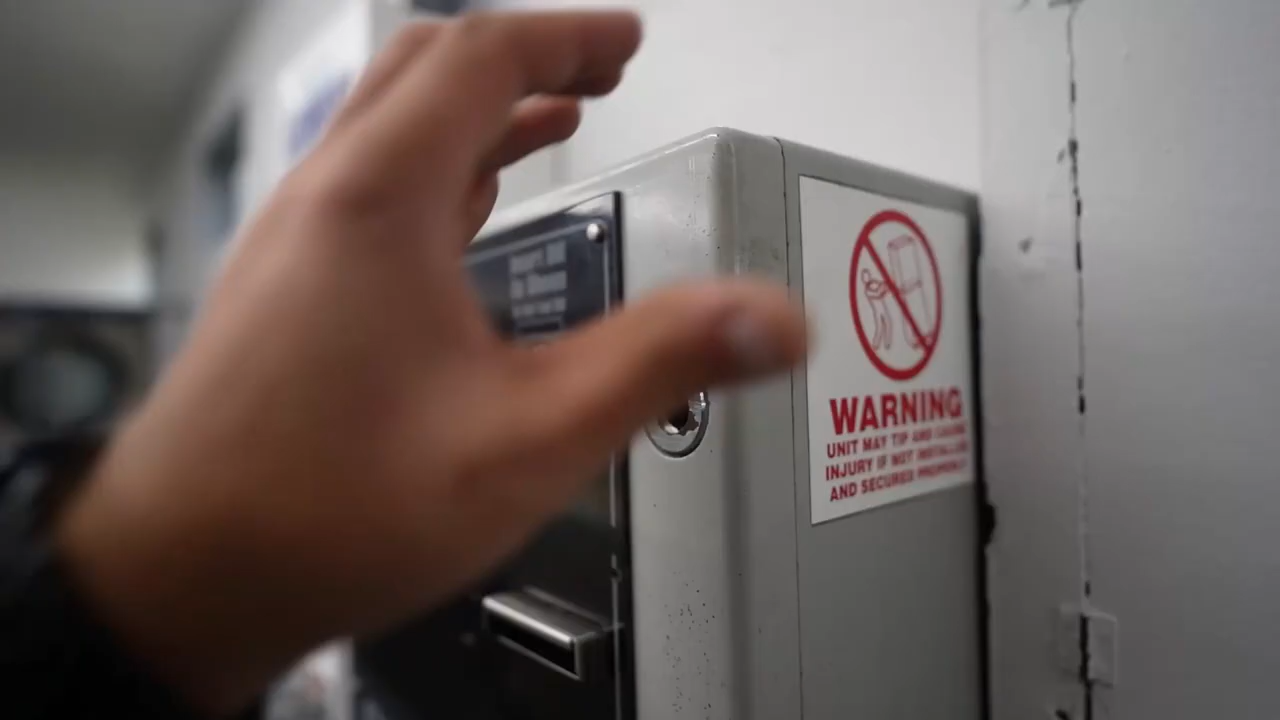 WARNING
UNIT MAY TIP AND CAUSE
INJURY IF NOT INSTALLED
AND SECURED PROPERLY